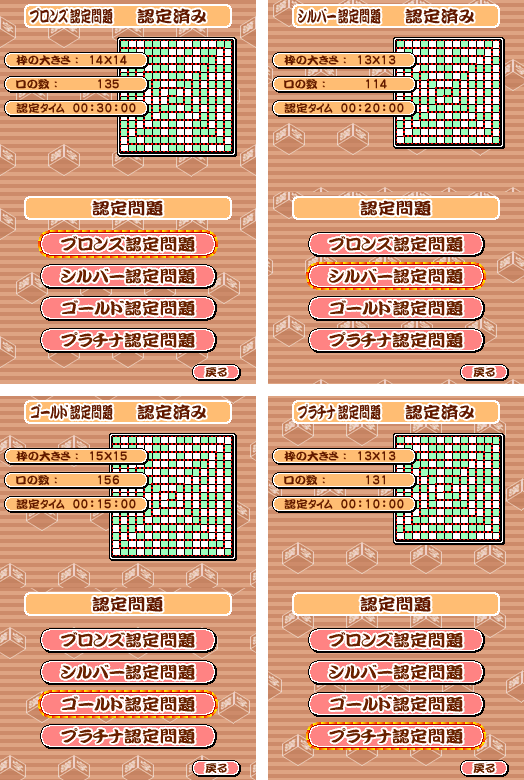 ブロンズ認定問題 認定済み
枠の大きさ： 14×14
口の数： 135
認定タイム 00:30:00
認定問題
ブロンズ認定問題
シルバー認定問題
ゴールド認定問題
プラチナ認定問題
戻る
シルバー認定問題 認定済み
枠の大きさ： 13×13
口の数： 114
認定タイム 00:20:00
認定問題
ブロンズ認定問題
シルバー認定問題
ゴールド認定問題
プラチナ認定問題
戻る
ゴールド認定問題 認定済み
枠の大きさ： 15×15
口の数： 156
認定タイム 00:15:00
認定問題
ブロンズ認定問題
シルバー認定問題
ゴールド認定問題
プラチナ認定問題
戻る
プラチナ認定問題 認定済み
枠の大きさ： 13×13
口の数： 131
認定タイム 00:10:00
認定問題
ブロンズ認定問題
シルバー認定問題
ゴールド認定問題
プラチナ認定問題
戻る